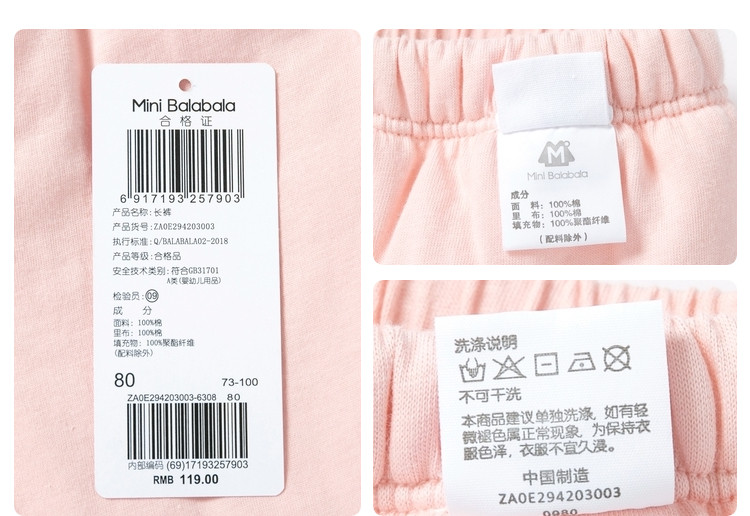 Mini Balabala
合格证
6 917193 257903
产品名称: 长裤
产品货号: ZA0E294203003
执行标准: Q/BALABALA02-2018
产品等级: 合格品
安全技术类别: 符合GB31701
A类(婴幼儿用品)
检验员: 09
成 分
面料: 100%棉
里布: 100%棉
填充物: 100%聚酯纤维
(配料除外)
80 73-100
ZA0E294203003-6308 80
内部编码 (69)17193257903
RMB 119.00
M
Mini Balabala
成分
面 料: 100%棉
里 布: 100%棉
填充物: 100%聚酯纤维
(配料除外)
洗涤说明
不可干洗
本商品建议单独洗涤, 如有轻
微褪色属正常现象, 为保持衣
服色泽, 衣服不宜久浸。
中国制造
ZA0E294203003